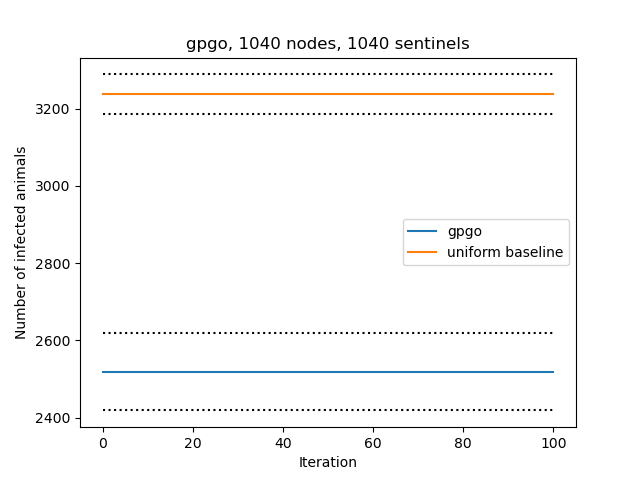 gpgo, 1040 nodes, 1040 sentinels
Number of infected animals
3200
3000
2800
2600
2400
gpgo
uniform baseline
0 20 40 60 80 100
Iteration